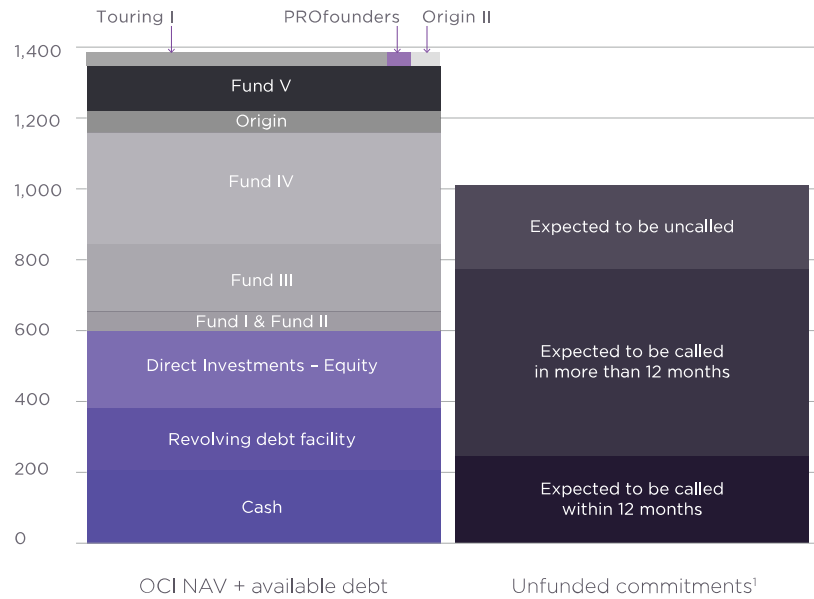 Touring I
PROfounders
Origin II
1,400
Fund V
1,200
Origin
Fund IV
1,000
Expected to be uncalled
800
Fund III
600
Fund I & Fund II
Direct Investments – Equity
Expected to be called
in more than 12 months
400
Revolving debt facility
200
Cash
Expected to be called
within 12 months
0
OCI NAV + available debt
Unfunded commitments¹